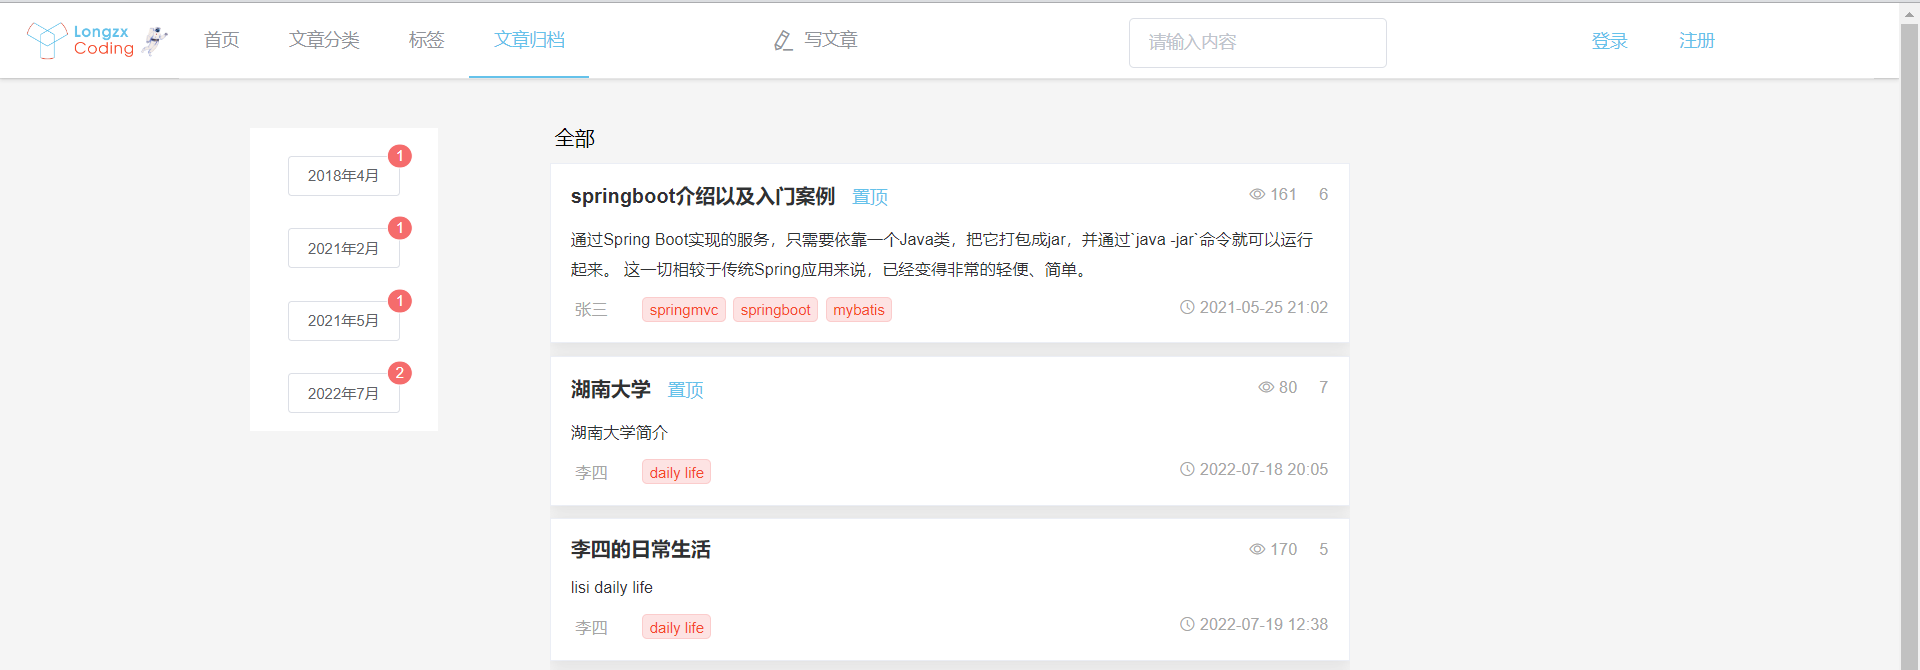 Longzx
Coding
首页 文章分类 标签 文章归档 写文章 请输入内容 登录 注册
1
2018年4月
1
2021年2月
1
2021年5月
2
2022年7月
全部
springboot介绍以及入门案例 置顶 161 6
通过Spring Boot实现的服务，只需要依靠一个Java类，把它打包成jar，并通过`java -jar`命令就可以运行
起来。 这一切相较于传统Spring应用来说，已经变得非常的轻便、简单。
张三 springmvc springboot mybatis 2021-05-25 21:02
湖南大学 置顶 80 7
湖南大学简介
李四 daily life 2022-07-18 20:05
李四的日常生活 170 5
lisi daily life
李四 daily life 2022-07-19 12:38